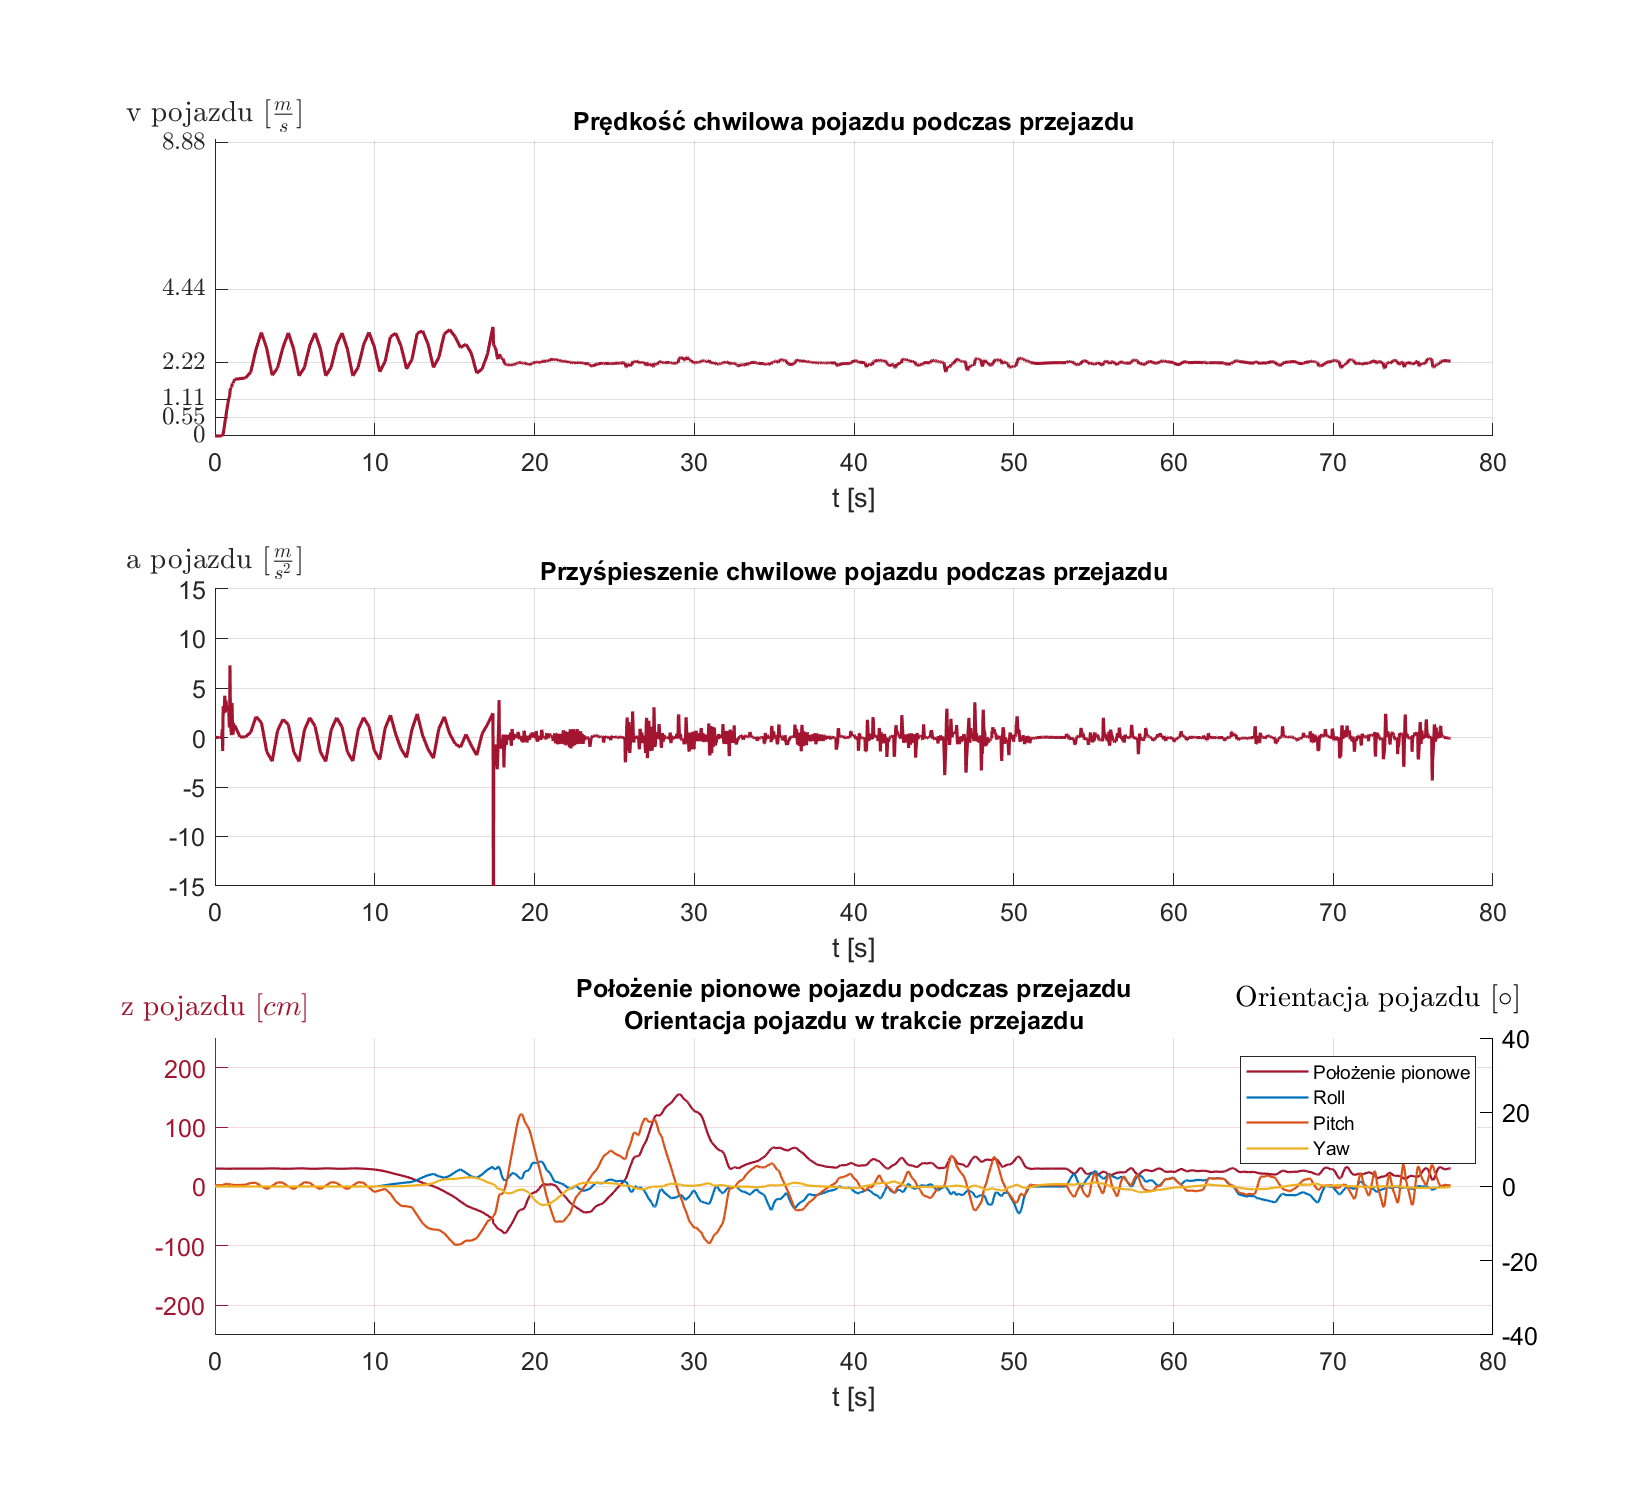 v pojazdu [m/s]
Prędkość chwilowa pojazdu podczas przejazdu
8.88
4.44
2.22
1.11
0.55
0
0 10 20 30 40 50 60 70 80
t [s]
a pojazdu [m/s²]
Przyśpieszenie chwilowe pojazdu podczas przejazdu
15
10
5
0
-5
-10
-15
0 10 20 30 40 50 60 70 80
t [s]
z pojazdu [cm]
Położenie pionowe pojazdu podczas przejazdu
Orientacja pojazdu w trakcie przejazdu
Orientacja pojazdu [∘]
200
100
0
-100
-200
40
20
0
-20
-40
Położenie pionowe
Roll
Pitch
Yaw
0 10 20 30 40 50 60 70 80
t [s]